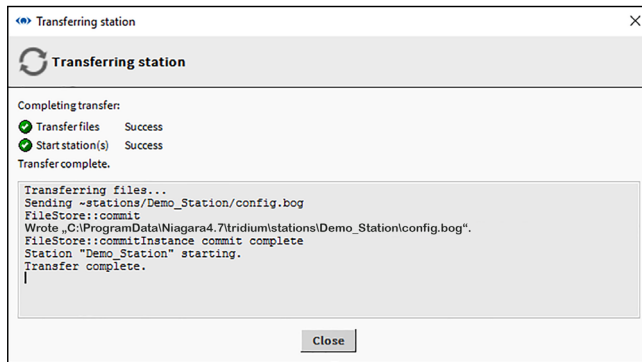 Transferring station
Transferring station
Completing transfer:
Transfer files Success
Start station(s) Success
Transfer complete.
Transferring files...
Sending ~stations/Demo_Station/config.bog
FileStore::commit
Wrote „C:\ProgramData\Niagara4.7\tridium\stations\Demo_Station\config.bog“.
FileStore::commitInstance commit complete
Station "Demo_Station" starting.
Transfer complete.
Close